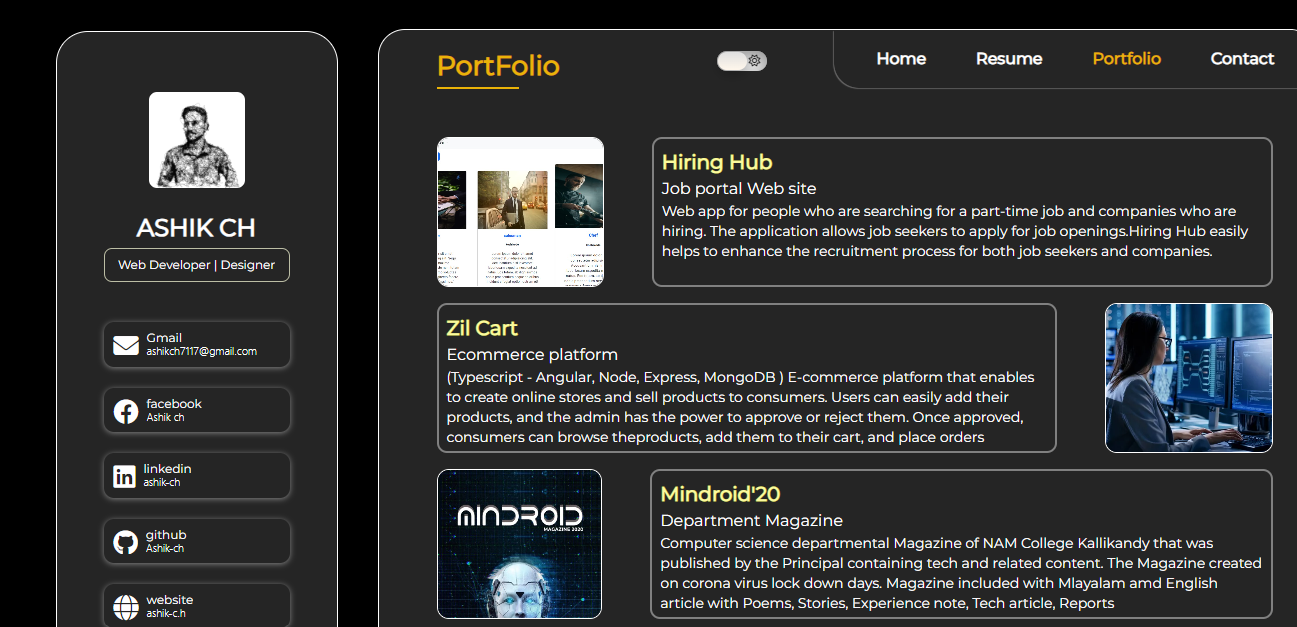 ASHIK CH
Web Developer | Designer
Gmail
ashikch7117@gmail.com
facebook
Ashik ch
linkedin
ashik-ch
github
Ashik-ch
website
ashik-c.h
PortFolio
Home Resume Portfolio Contact
Hiring Hub
Job portal Web site
Web app for people who are searching for a part-time job and companies who are
hiring. The application allows job seekers to apply for job openings.Hiring Hub easily
helps to enhance the recruitment process for both job seekers and companies.
Zil Cart
Ecommerce platform
(Typescript - Angular, Node, Express, MongoDB ) E-commerce platform that enables
to create online stores and sell products to consumers. Users can easily add their
products, and the admin has the power to approve or reject them. Once approved,
consumers can browse theproducts, add them to their cart, and place orders
MINDROID
MAGAZINE 2020
Mindroid'20
Department Magazine
Computer science departmental Magazine of NAM College Kallikandy that was
published by the Principal containing tech and related content. The Magazine created
on corona virus lock down days. Magazine included with Mlayalam amd English
article with Poems, Stories, Experience note, Tech article, Reports